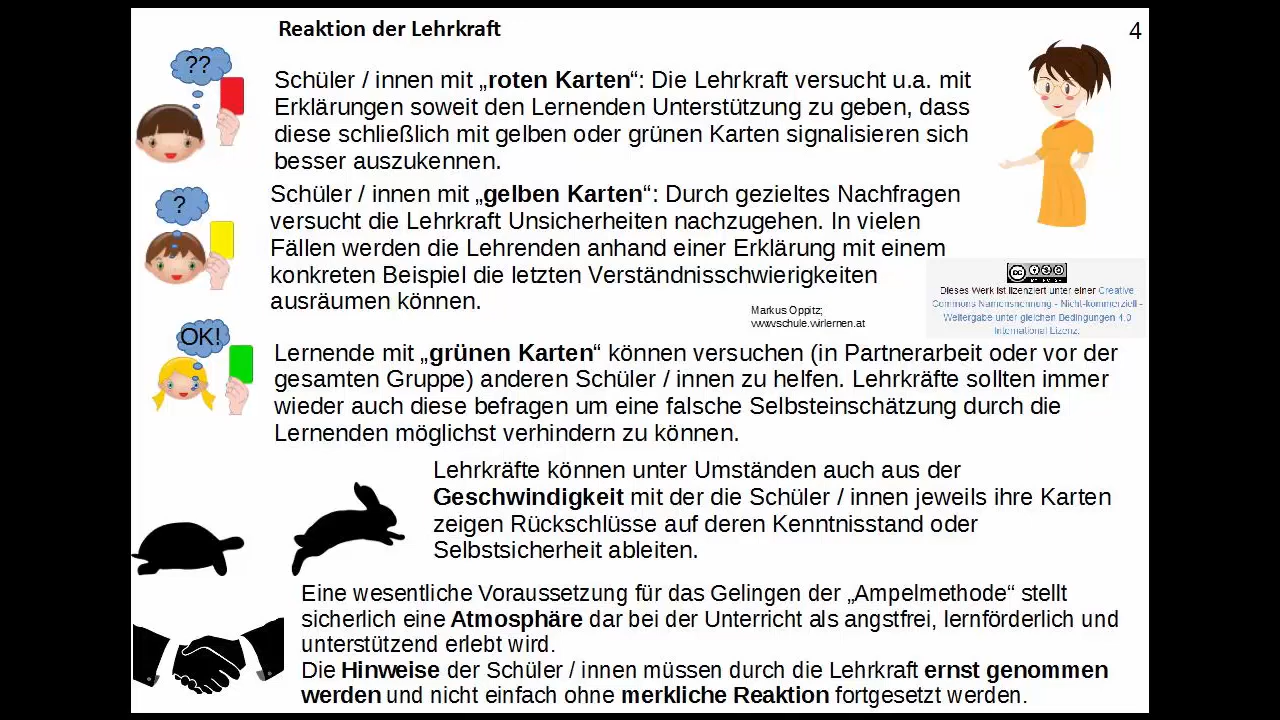 Reaktion der Lehrkraft
4
??
Schüler / innen mit „roten Karten“: Die Lehrkraft versucht u.a. mit
Erklärungen soweit den Lernenden Unterstützung zu geben, dass
diese schließlich mit gelben oder grünen Karten signalisieren sich
besser auszukennen.
?
Schüler / innen mit „gelben Karten“: Durch gezieltes Nachfragen
versucht die Lehrkraft Unsicherheiten nachzugehen. In vielen
Fällen werden die Lehrenden anhand einer Erklärung mit einem
konkreten Beispiel die letzten Verständnisschwierigkeiten
ausräumen können.
Markus Oppitz;
www.schule.wirlernen.at
Dieses Werk ist lizenziert unter einer Creative
Commons Namensnennung - Nicht-kommerziell -
Weitergabe unter gleichen Bedingungen 4.0
International Lizenz.
OK!
Lernende mit „grünen Karten“ können versuchen (in Partnerarbeit oder vor der
gesamten Gruppe) anderen Schüler / innen zu helfen. Lehrkräfte sollten immer
wieder auch diese befragen um eine falsche Selbsteinschätzung durch die
Lernenden möglichst verhindern zu können.
Lehrkräfte können unter Umständen auch aus der
Geschwindigkeit mit der die Schüler / innen jeweils ihre Karten
zeigen Rückschlüsse auf deren Kenntnisstand oder
Selbstsicherheit ableiten.
Eine wesentliche Voraussetzung für das Gelingen der „Ampelmethode“ stellt
sicherlich eine Atmosphäre dar bei der Unterricht als angstfrei, lernförderlich und
unterstützend erlebt wird.
Die Hinweise der Schüler / innen müssen durch die Lehrkraft ernst genommen
werden und nicht einfach ohne merkliche Reaktion fortgesetzt werden.